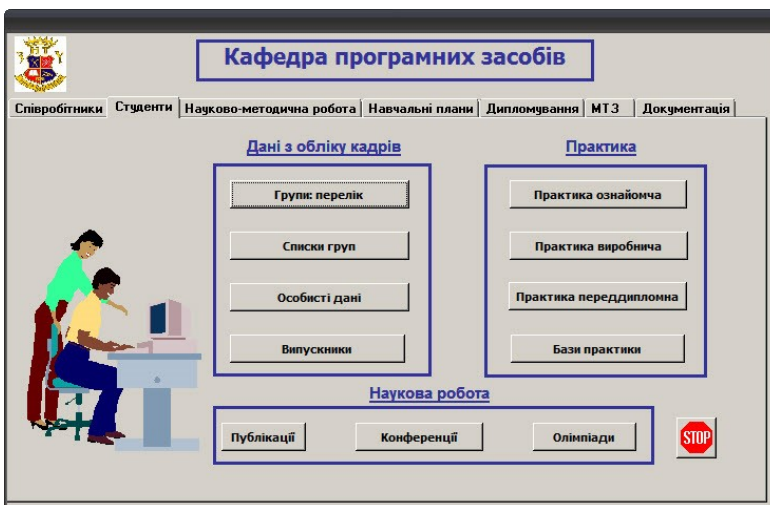 Кафедра програмних засобів
Співробітники Студенти Науково-методична робота Навчальні плани Дипломування МТЗ Документація
Дані з обліку кадрів Практика
Групи: перелік Практика ознайомча
Списки груп Практика виробнича
Особисті дані Практика переддипломна
Випускники Бази практики
Наукова робота
Публікації Конференції Олімпіади STOP